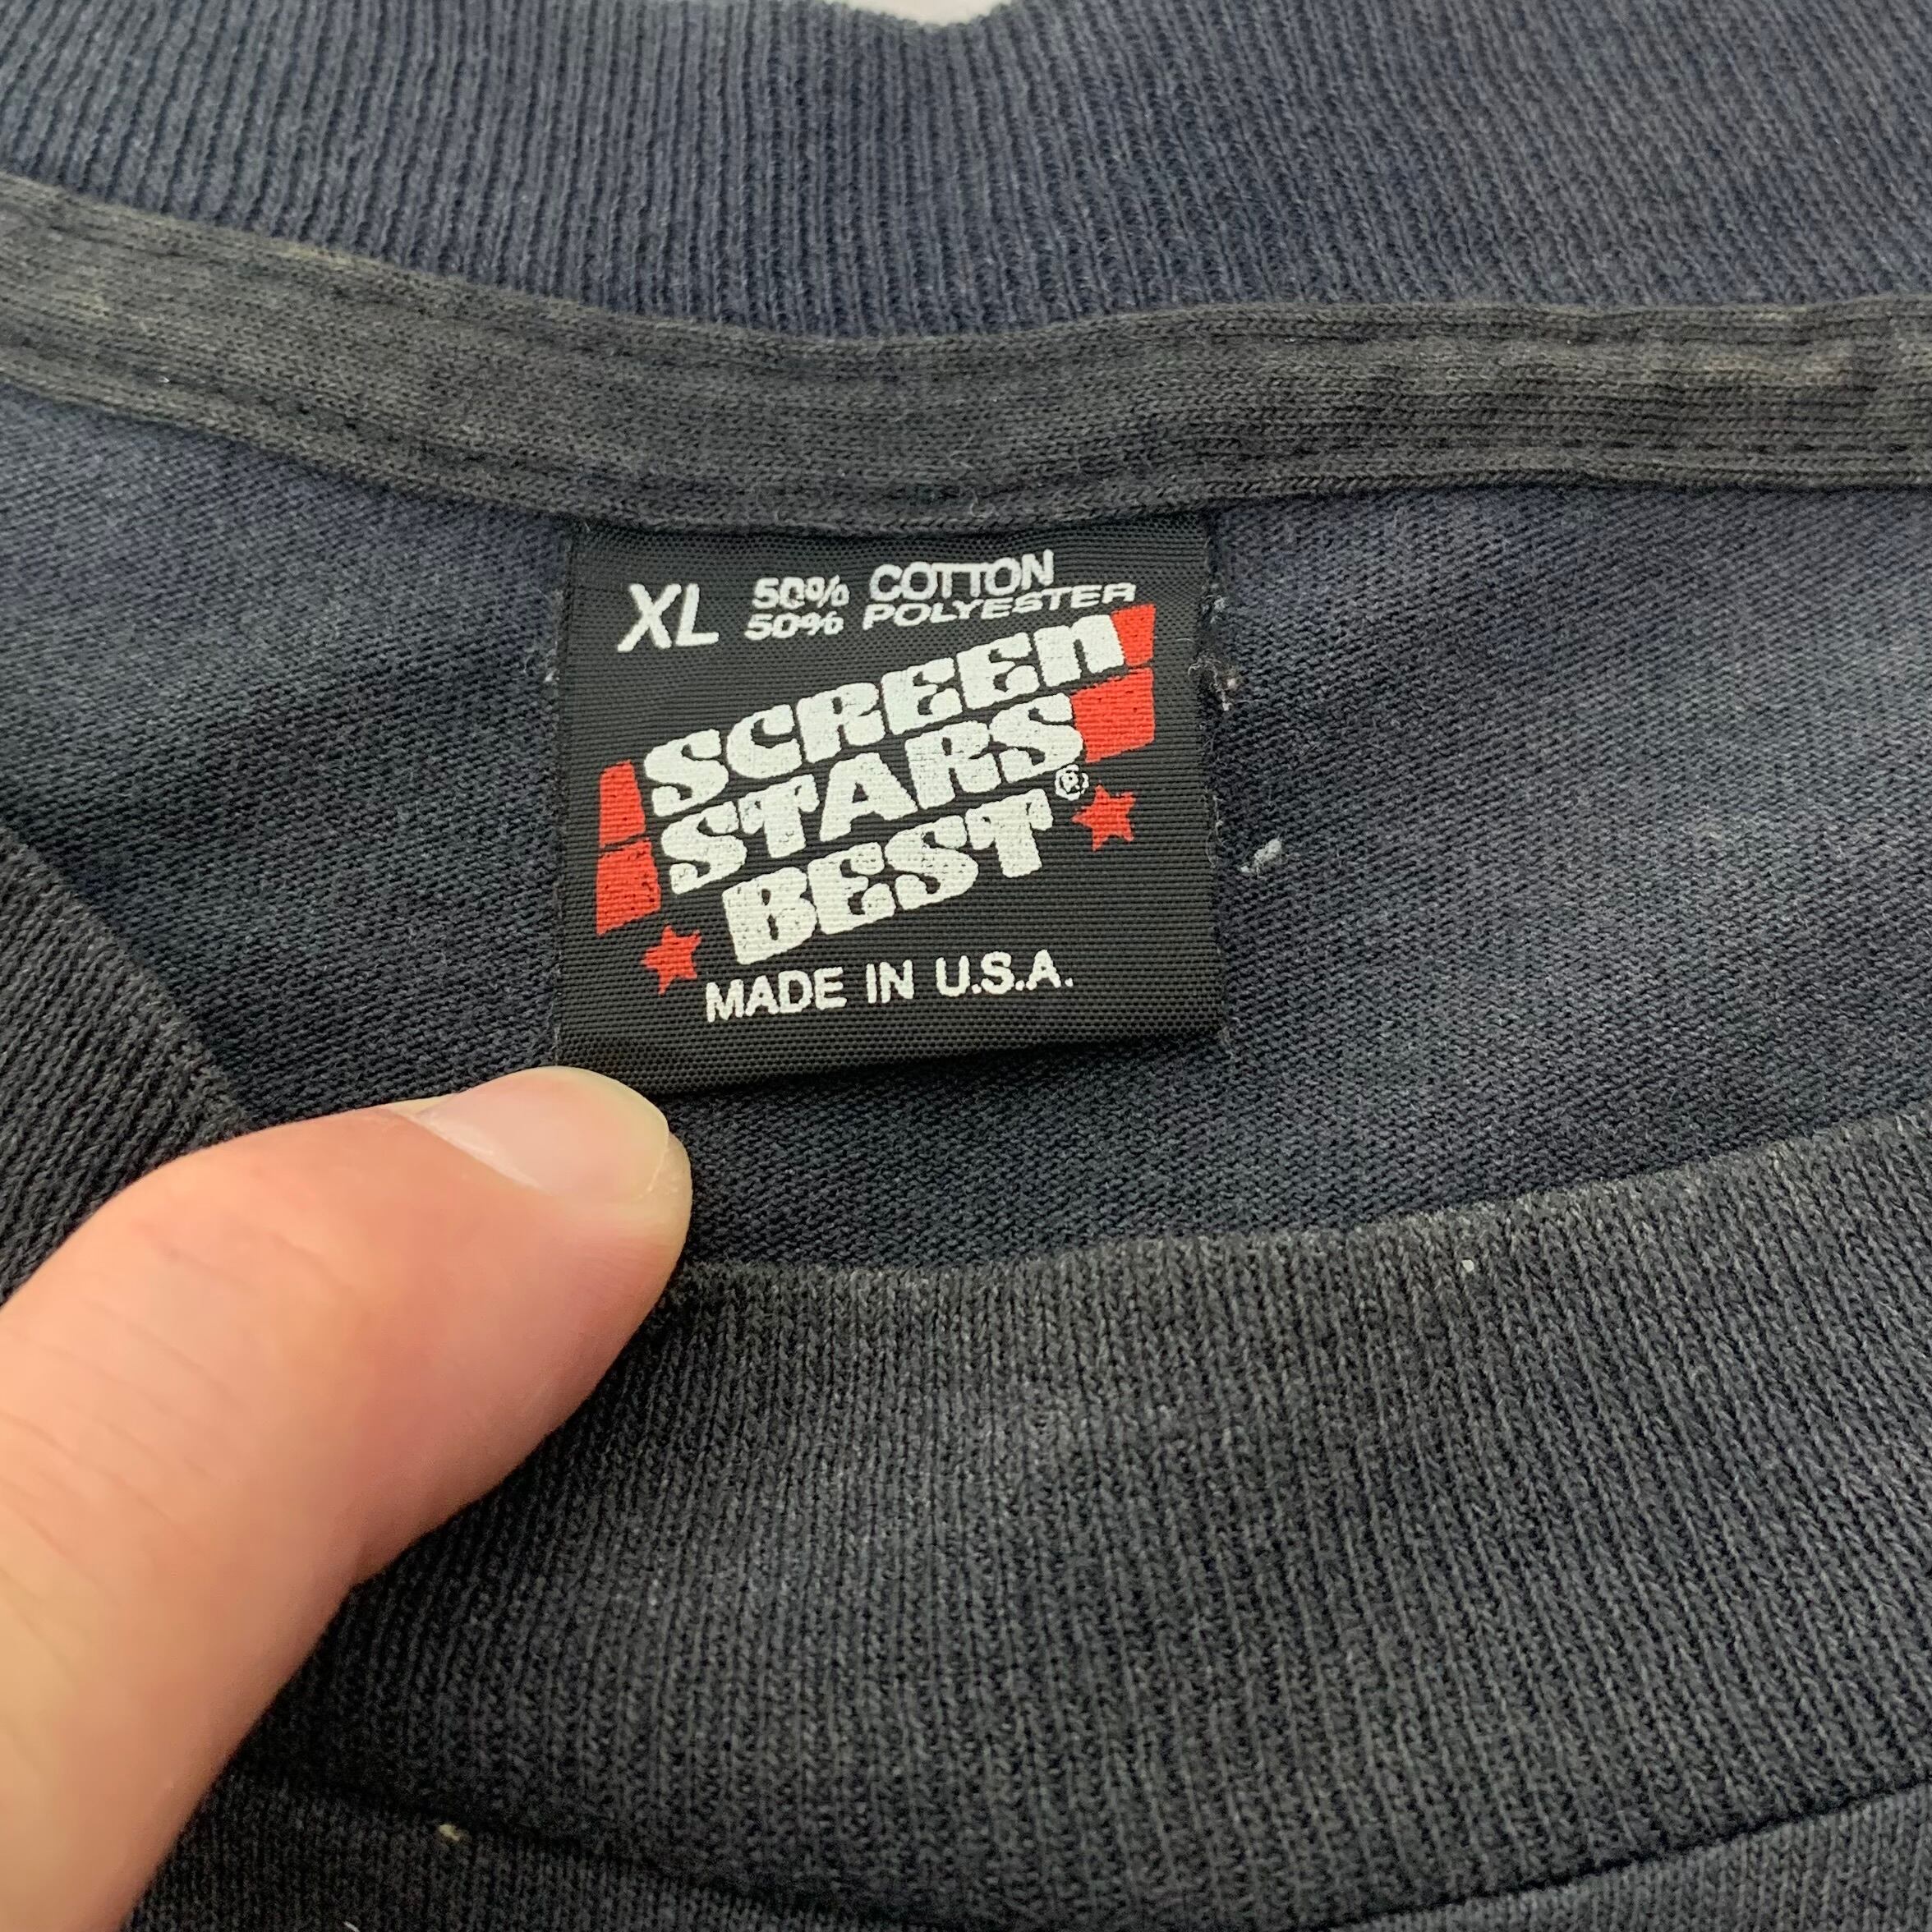 XL 50% COTTON
50% POLYESTER
SCREEN
STARS
BEST®
MADE IN U.S.A.